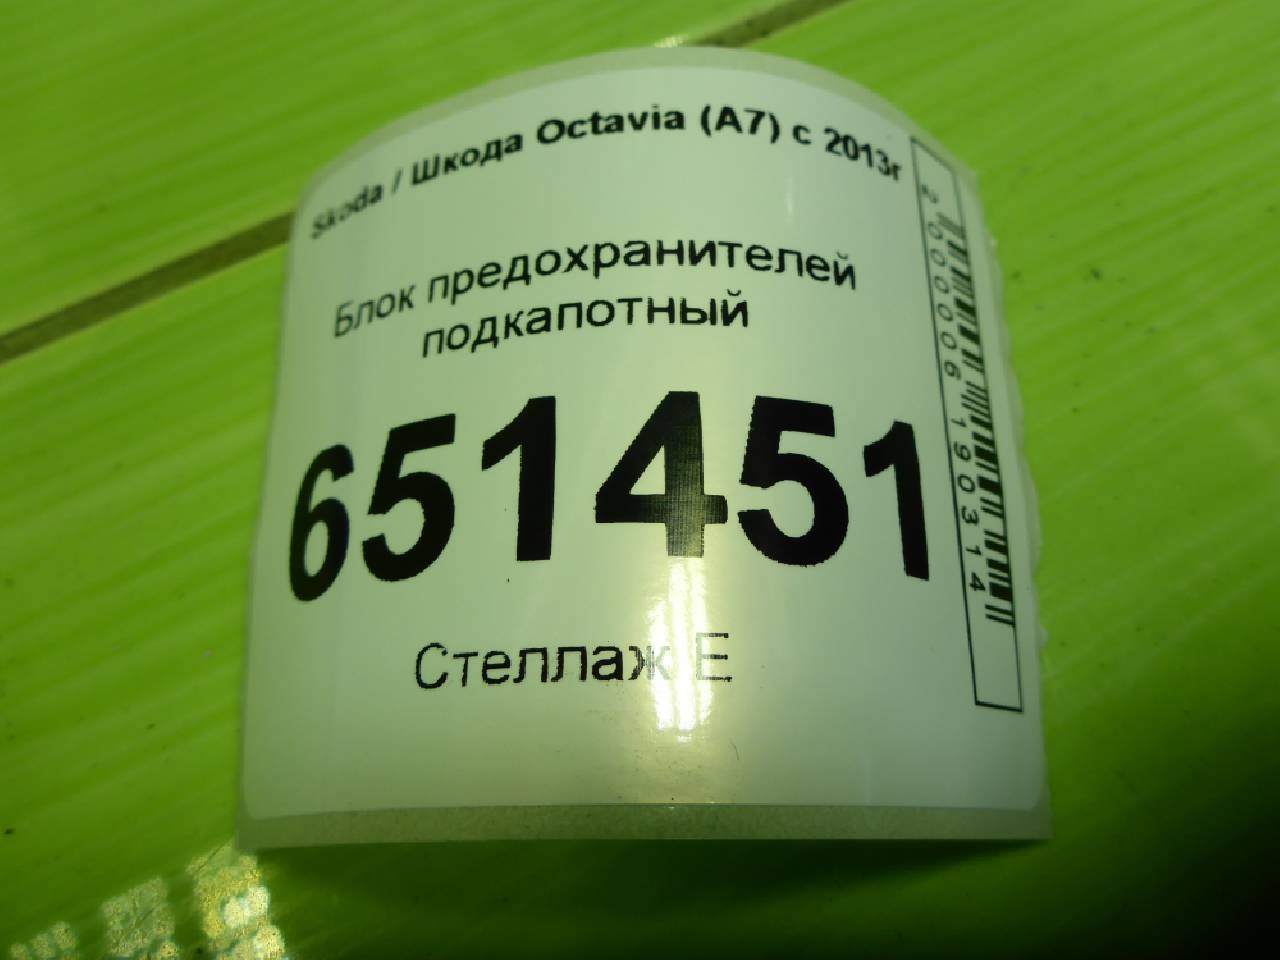 Skoda / Шкода Octavia (A7) с 2013г
Блок предохранителей
подкапотный
651451
Стеллаж Е
2000006190314